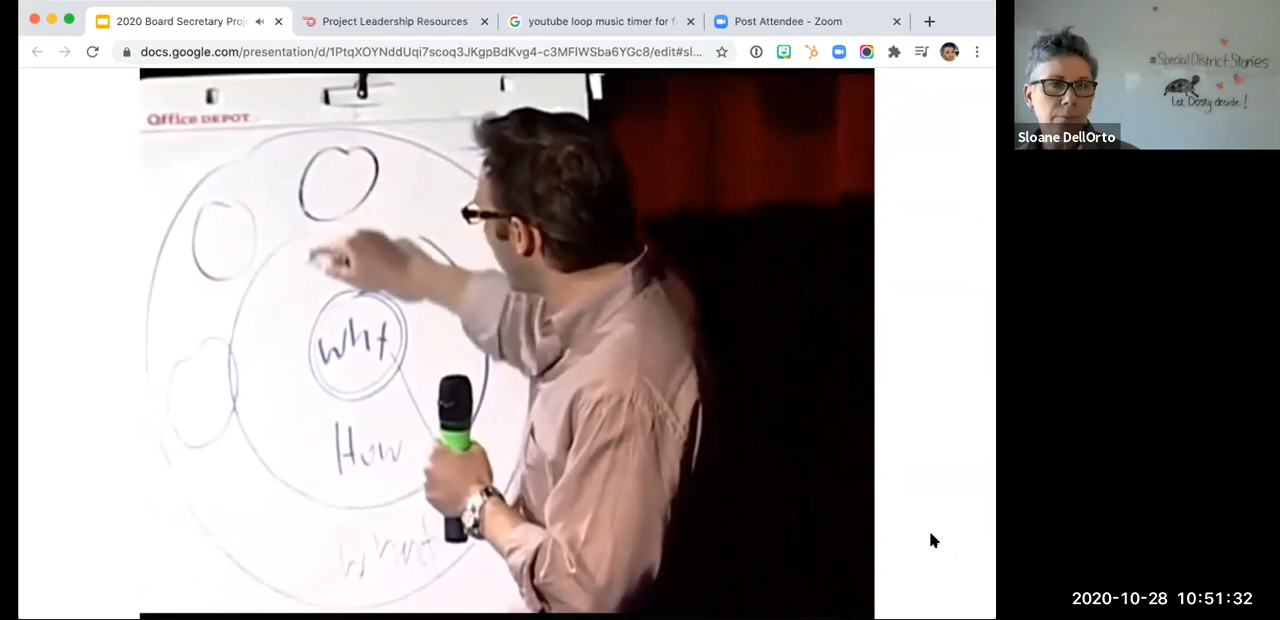 2020 Board Secretary Proj
Project Leadership Resources
youtube loop music timer for f
Post Attendee - Zoom
docs.google.com/presentation/d/1PtqXOYNddUqi7scoq3JKgpBdKvg4-c3MFlWSba6YGc8/edit#sl...
Office DEPOT
Why
How
What
#SpecialDistrictStories
Let Dosty decide!
Sloane DellOrto
2020-10-28 10:51:32